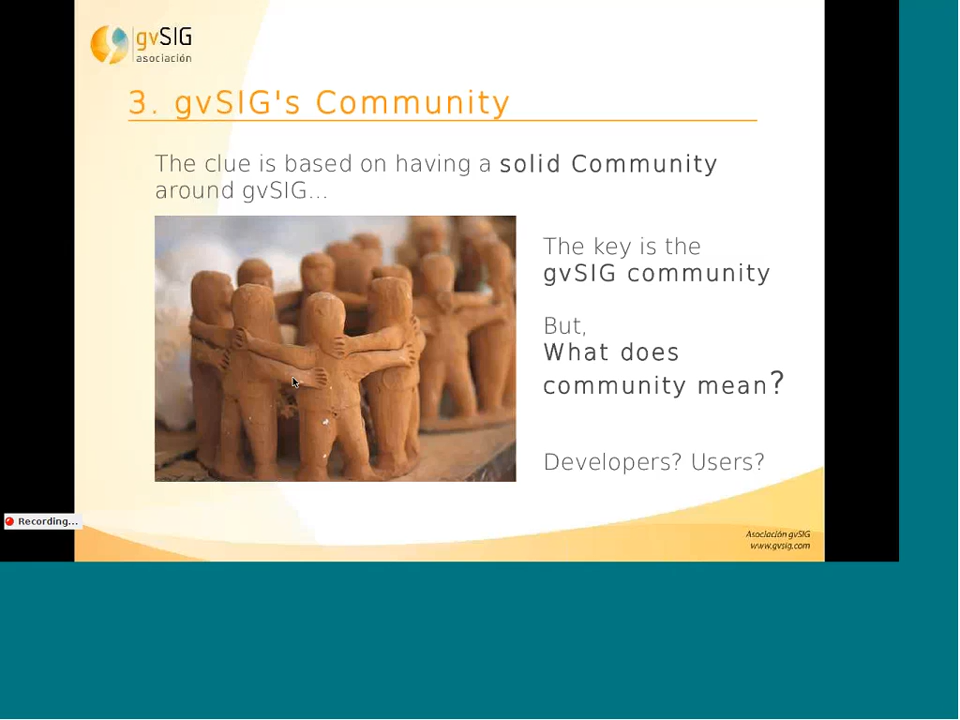 gvSIG
asociación
3. gvSIG's Community
The clue is based on having a solid Community
around gvSIG...
The key is the
gvSIG community
But,
What does
community mean?
Developers? Users?
Recording...
Asociación gvSIG
www.gvsig.com